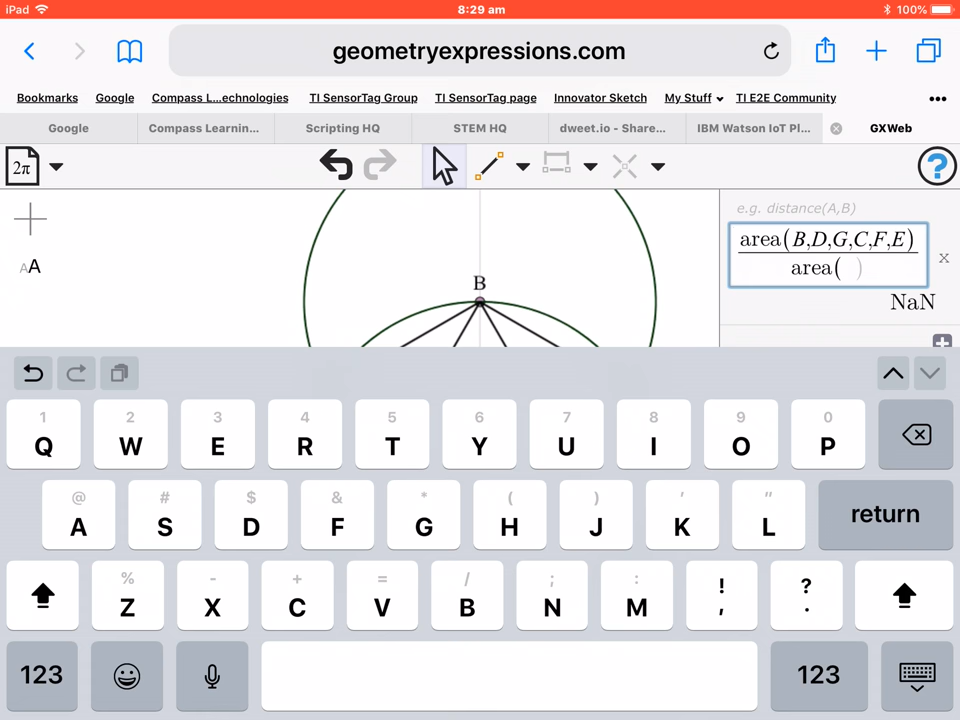 iPad 8:29 am 100%
geometryexpressions.com
Bookmarks Google Compass L...echnologies TI SensorTag Group TI SensorTag page Innovator Sketch My Stuff TI E2E Community •••
Google Compass Learnin... Scripting HQ STEM HQ dweet.io - Share... IBM Watson IoT Pl... GXWeb
2π ?
AA
e.g. distance(A,B)
area(B,D,G,C,F,E)
area( )
x
NaN
B
1 2 3 4 5 6 7 8 9 0
Q W E R T Y U I O P
@ # $ & * ( ) ' "
A S D F G H J K L return
% - + = / ; : ! ?
Z X C V B N M , .
123 123